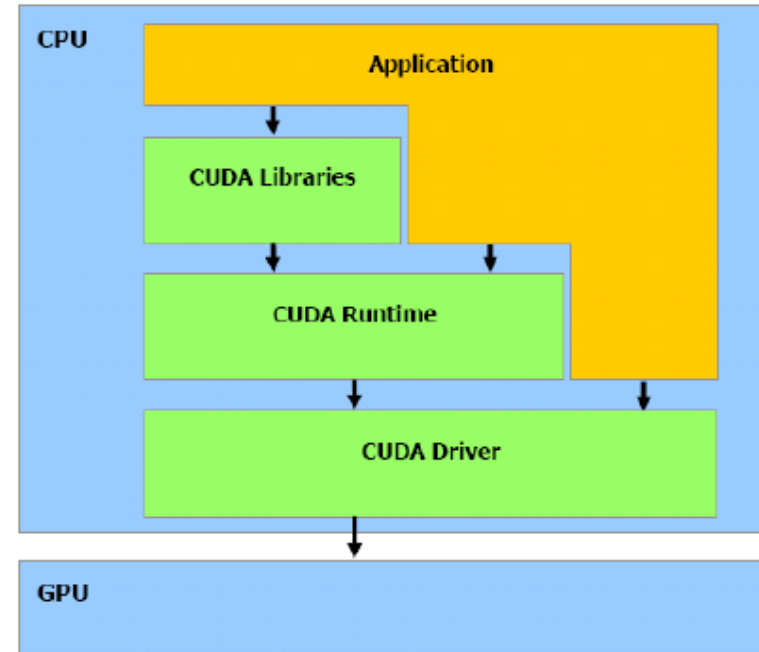 CPU
Application
CUDA Libraries
CUDA Runtime
CUDA Driver
GPU